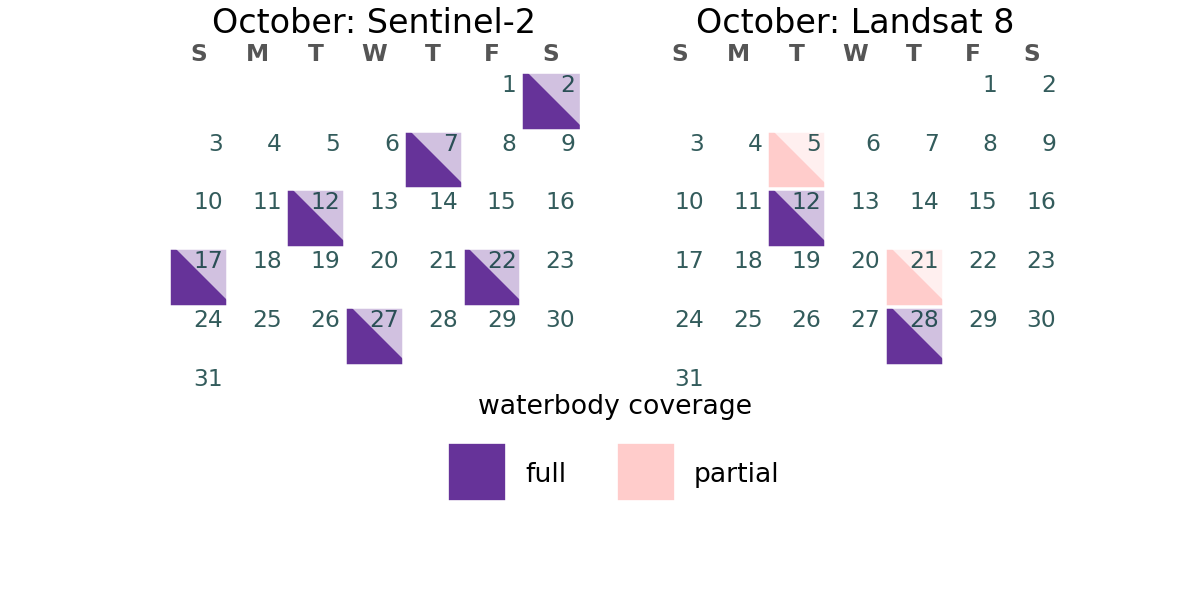 October: Sentinel-2
S M T W T F S
1 2
3 4 5 6 7 8 9
10 11 12 13 14 15 16
17 18 19 20 21 22 23
24 25 26 27 28 29 30
31
October: Landsat 8
S M T W T F S
1 2
3 4 5 6 7 8 9
10 11 12 13 14 15 16
17 18 19 20 21 22 23
24 25 26 27 28 29 30
31
waterbody coverage
full partial